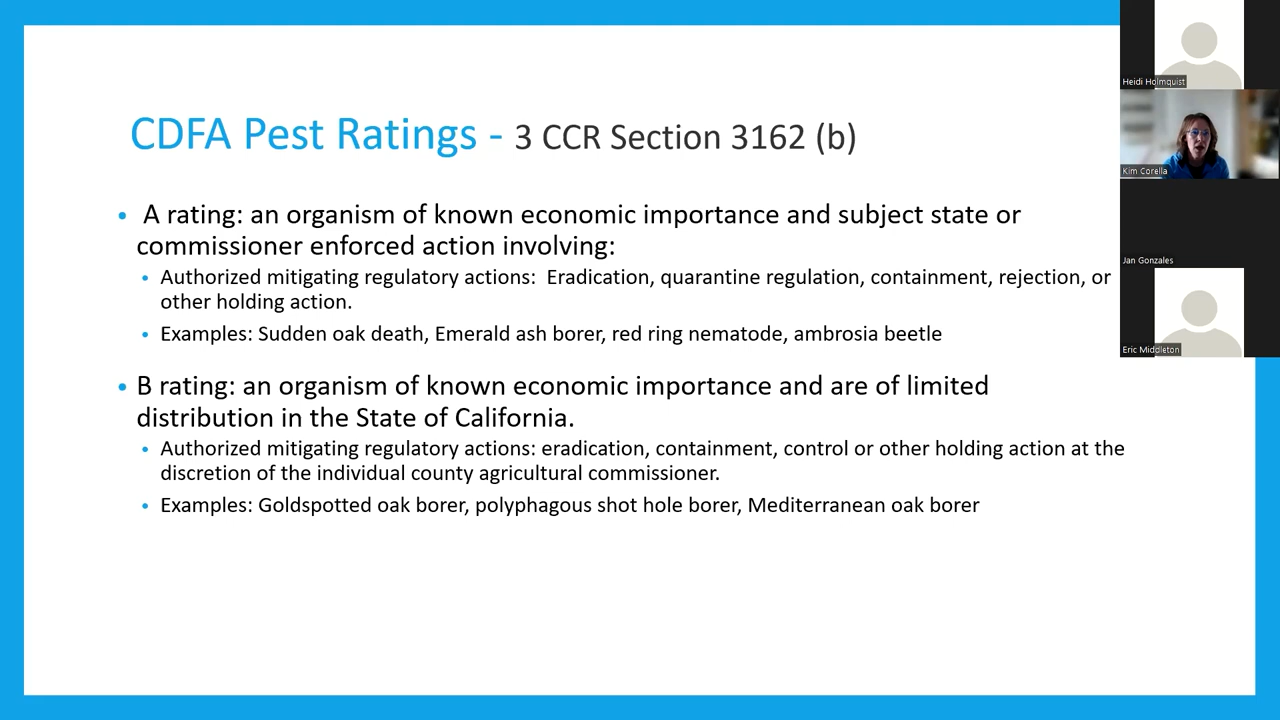 CDFA Pest Ratings - 3 CCR Section 3162 (b)
• A rating: an organism of known economic importance and subject state or
commissioner enforced action involving:
• Authorized mitigating regulatory actions: Eradication, quarantine regulation, containment, rejection, or
other holding action.
• Examples: Sudden oak death, Emerald ash borer, red ring nematode, ambrosia beetle
• B rating: an organism of known economic importance and are of limited
distribution in the State of California.
• Authorized mitigating regulatory actions: eradication, containment, control or other holding action at the
discretion of the individual county agricultural commissioner.
• Examples: Goldspotted oak borer, polyphagous shot hole borer, Mediterranean oak borer
Heidi Holmquist
Kim Corella
Jan Gonzales
Eric Middleton